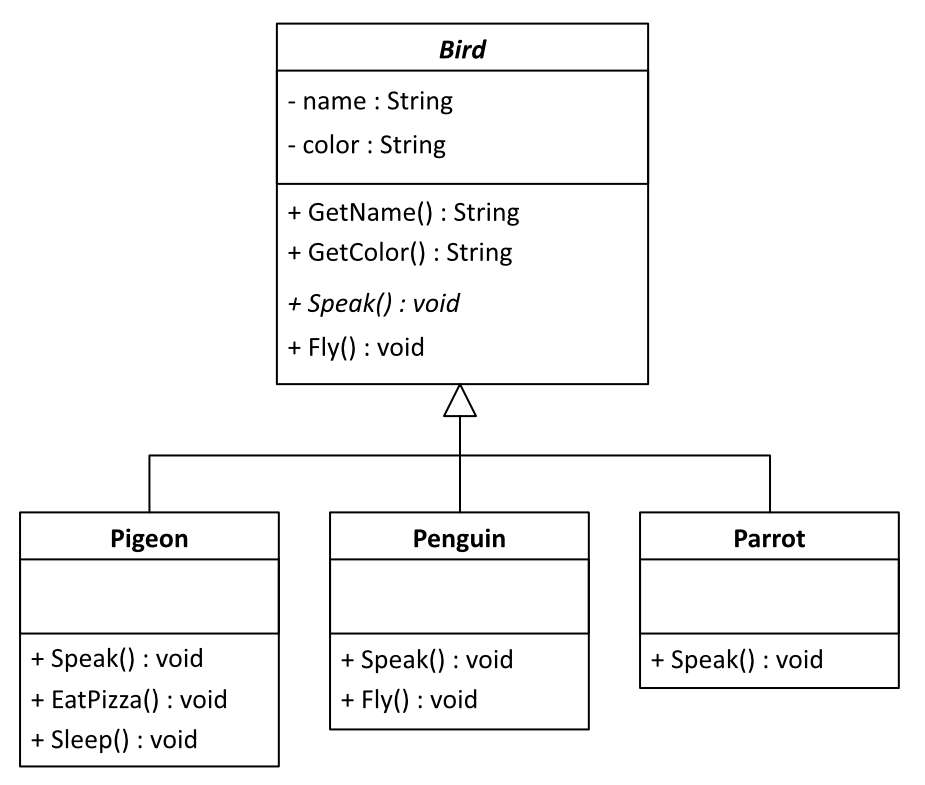 Bird
- name : String
- color : String
+ GetName() : String
+ GetColor() : String
+ Speak() : void
+ Fly() : void
Pigeon
+ Speak() : void
+ EatPizza() : void
+ Sleep() : void
Penguin
+ Speak() : void
+ Fly() : void
Parrot
+ Speak() : void